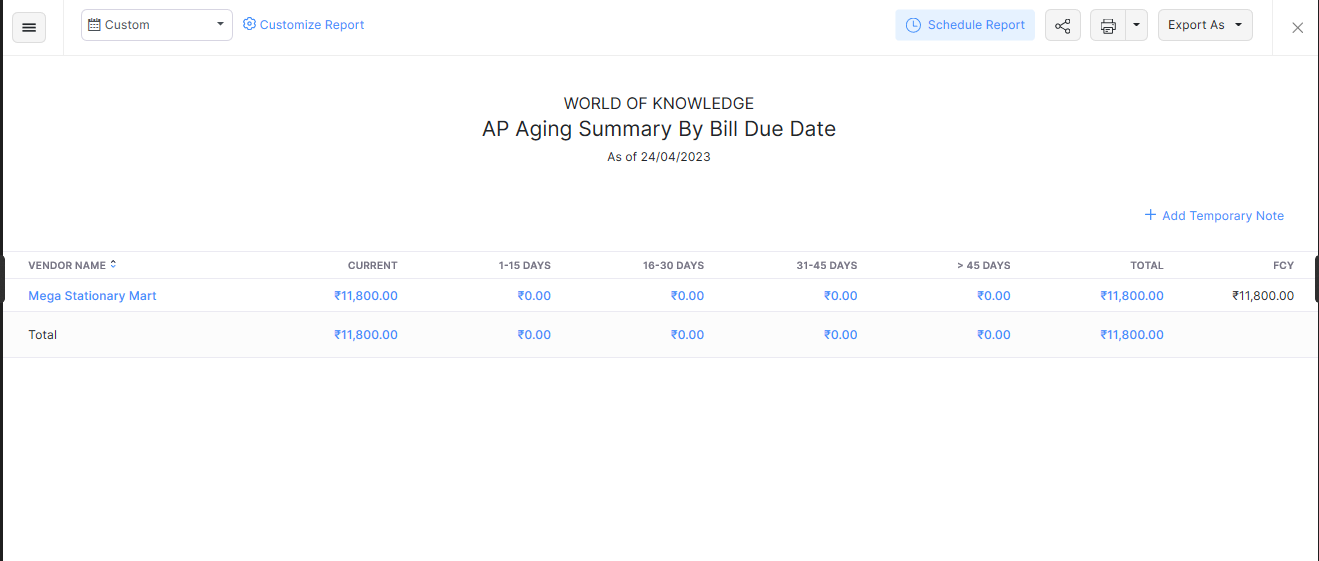 Custom Customize Report Schedule Report Export As
WORLD OF KNOWLEDGE
AP Aging Summary By Bill Due Date
As of 24/04/2023
+ Add Temporary Note
VENDOR NAME CURRENT 1-15 DAYS 16-30 DAYS 31-45 DAYS > 45 DAYS TOTAL FCY
Mega Stationary Mart ₹11,800.00 ₹0.00 ₹0.00 ₹0.00 ₹0.00 ₹11,800.00 ₹11,800.00
Total ₹11,800.00 ₹0.00 ₹0.00 ₹0.00 ₹0.00 ₹11,800.00